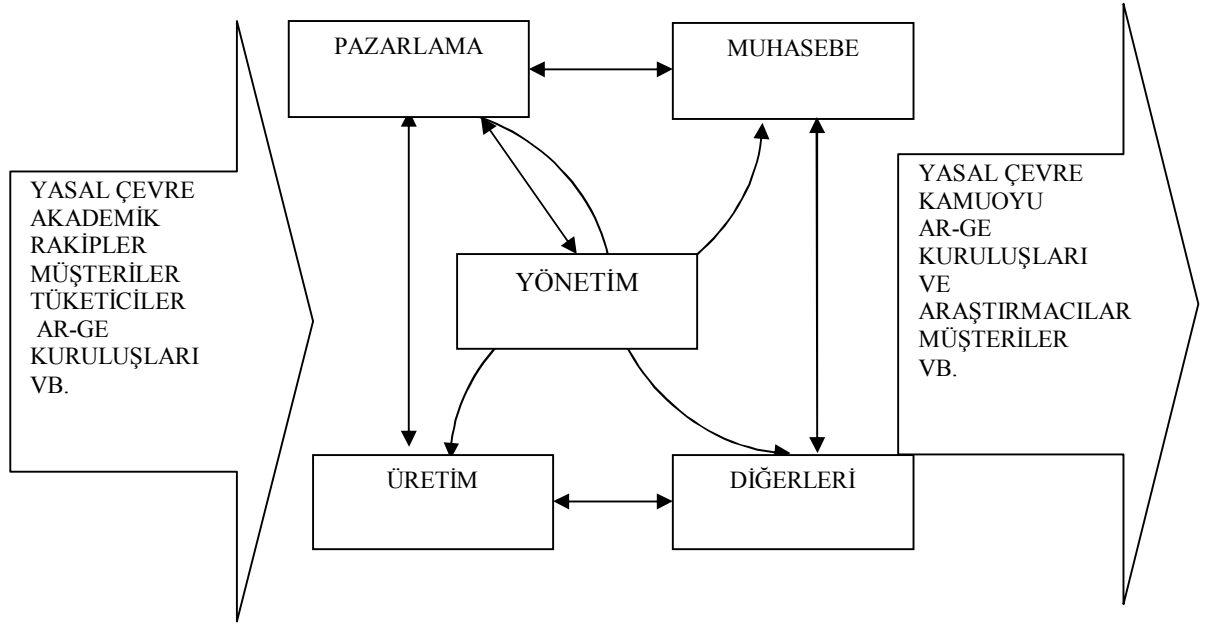 PAZARLAMA
MUHASEBE
YASAL ÇEVRE
AKADEMİK
RAKİPLER
MÜŞTERİLER
TÜKETİCİLER
AR-GE
KURULUŞLARI
VB.
YÖNETİM
YASAL ÇEVRE
KAMUOYU
AR-GE
KURULUŞLARI
VE
ARAŞTIRMACILAR
MÜŞTERİLER
VB.
ÜRETİM
DİĞERLERİ